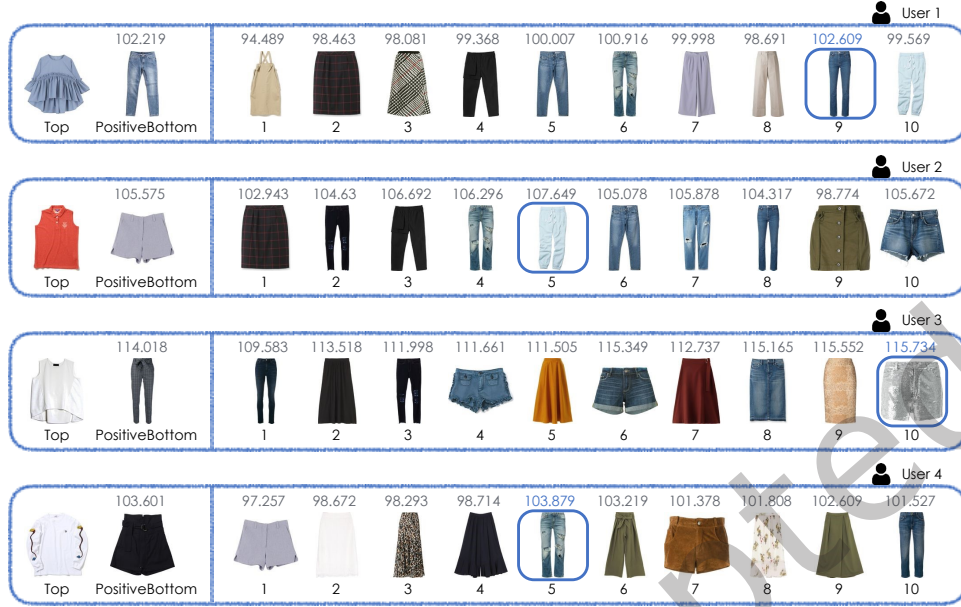 User 1
102.219 94.489 98.463 98.081 99.368 100.007 100.916 99.998 98.691 102.609 99.569
Top PositiveBottom 1 2 3 4 5 6 7 8 9 10
User 2
105.575 102.943 104.63 106.692 106.296 107.649 105.078 105.878 104.317 98.774 105.672
Top PositiveBottom 1 2 3 4 5 6 7 8 9 10
User 3
114.018 109.583 113.518 111.998 111.661 111.505 115.349 112.737 115.165 115.552 115.734
Top PositiveBottom 1 2 3 4 5 6 7 8 9 10
User 4
103.601 97.257 98.672 98.293 98.714 103.879 103.219 101.378 101.808 102.609 101.527
Top PositiveBottom 1 2 3 4 5 6 7 8 9 10
nted